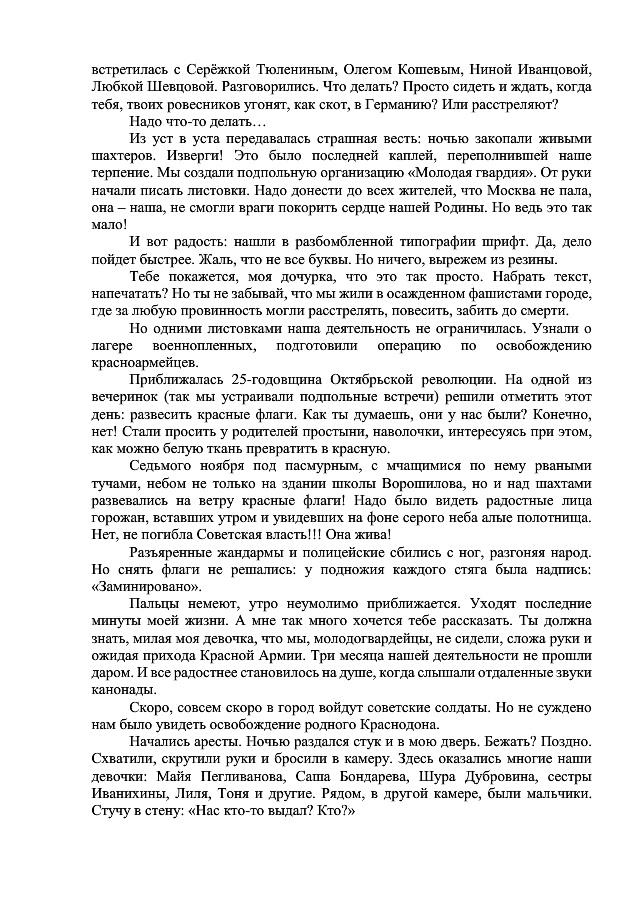 встретилась с Серёжкой Тюлениным, Олегом Кошевым, Ниной Иванцовой,
Любкой Шевцовой. Разговорились. Что делать? Просто сидеть и ждать, когда
тебя, твоих ровесников угонят, как скот, в Германию? Или расстреляют?
Надо что-то делать…
Из уст в уста передавалась страшная весть: ночью закопали живыми
шахтеров. Изверги! Это было последней каплей, переполнившей наше
терпение. Мы создали подпольную организацию «Молодая гвардия». От руки
начали писать листовки. Надо донести до всех жителей, что Москва не пала,
она – наша, не смогли враги покорить сердце нашей Родины. Но ведь это так
мало!
И вот радость: нашли в разбомбленной типографии шрифт. Да, дело
пойдет быстрее. Жаль, что не все буквы. Но ничего, вырежем из резины.
Тебе покажется, моя дочурка, что это так просто. Набрать текст,
напечатать? Но ты не забывай, что мы жили в осажденном фашистами городе,
где за любую провинность могли расстрелять, повесить, забить до смерти.
Но одними листовками наша деятельность не ограничилась. Узнали о
лагере военнопленных, подготовили операцию по освобождению
красноармейцев.
Приближалась 25-годовщина Октябрьской революции. На одной из
вечеринок (так мы устраивали подпольные встречи) решили отметить этот
день: развесить красные флаги. Как ты думаешь, они у нас были? Конечно,
нет! Стали просить у родителей простыни, наволочки, интересуясь при этом,
как можно белую ткань превратить в красную.
Седьмого ноября под пасмурным, с мчащимися по нему рваными
тучами, небом не только на здании школы Ворошилова, но и над шахтами
развевались на ветру красные флаги! Надо было видеть радостные лица
горожан, вставших утром и увидевших на фоне серого неба алые полотнища.
Нет, не погибла Советская власть!!! Она жива!
Разъяренные жандармы и полицейские сбились с ног, разгоняя народ.
Но снять флаги не решались: у подножия каждого стяга была надпись:
«Заминировано».
Пальцы немеют, утро неумолимо приближается. Уходят последние
минуты моей жизни. А мне так много хочется тебе рассказать. Ты должна
знать, милая моя девочка, что мы, молодогвардейцы, не сидели, сложа руки и
ожидая прихода Красной Армии. Три месяца нашей деятельности не прошли
даром. И все радостнее становилось на душе, когда слышали отдаленные звуки
канонады.
Скоро, совсем скоро в город войдут советские солдаты. Но не суждено
нам было увидеть освобождение родного Краснодона.
Начались аресты. Ночью раздался стук и в мою дверь. Бежать? Поздно.
Схватили, скрутили руки и бросили в камеру. Здесь оказались многие наши
девочки: Майя Пегливанова, Саша Бондарева, Шура Дубровина, сестры
Иванихины, Лиля, Тоня и другие. Рядом, в другой камере, были мальчики.
Стучу в стену: «Нас кто-то выдал? Кто?»